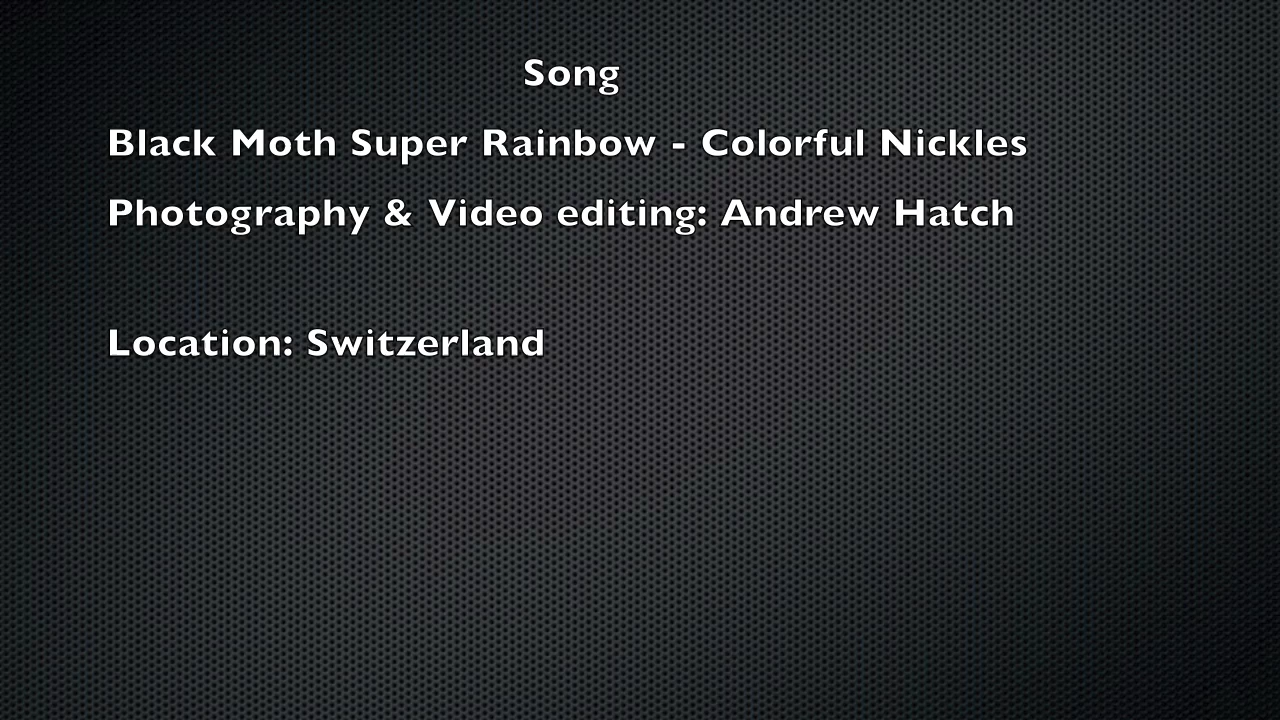 Song
Black Moth Super Rainbow - Colorful Nickles
Photography & Video editing: Andrew Hatch
Location: Switzerland